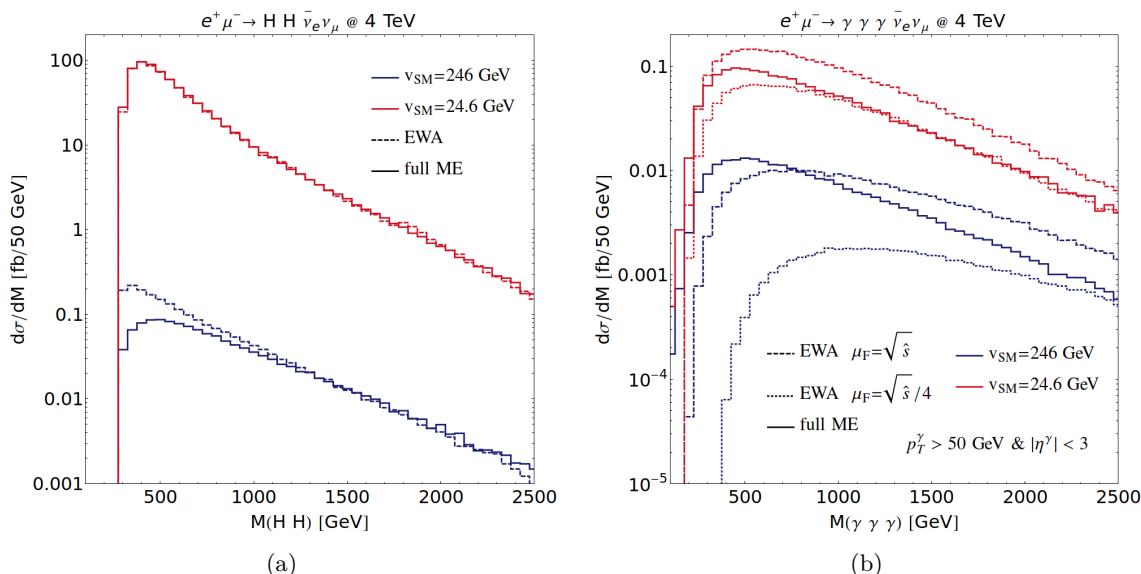 e⁺ μ⁻ → H H ν̄ₑ ν_μ @ 4 TeV
dσ/dM [fb/50 GeV]
100
10
1
0.1
0.01
0.001
v_SM=246 GeV
v_SM=24.6 GeV
EWA
full ME
500
1000
1500
2000
2500
M(H H) [GeV]
(a)
e⁺ μ⁻ → γ γ γ ν̄ₑ ν_μ @ 4 TeV
dσ/dM [fb/50 GeV]
0.1
0.01
0.001
10⁻⁴
10⁻⁵
EWA μ_F=√ŝ
EWA μ_F=√ŝ/4
full ME
v_SM=246 GeV
v_SM=24.6 GeV
p_T^γ > 50 GeV & |η^γ| < 3
500
1000
1500
2000
2500
M(γ γ γ) [GeV]
(b)